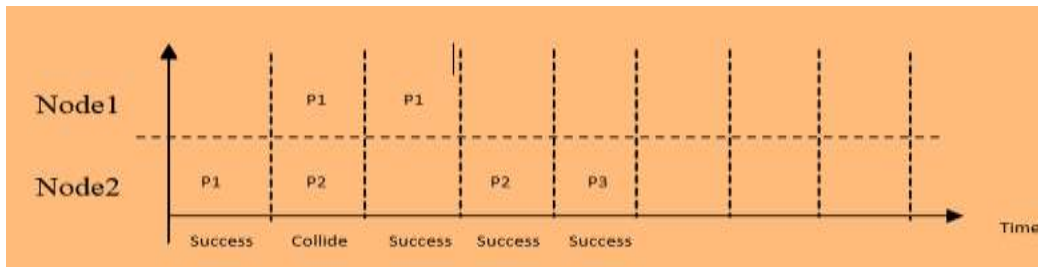 Node1 P1 P1
Node2 P1 P2 P2 P3
Success Collide Success Success Success
Time